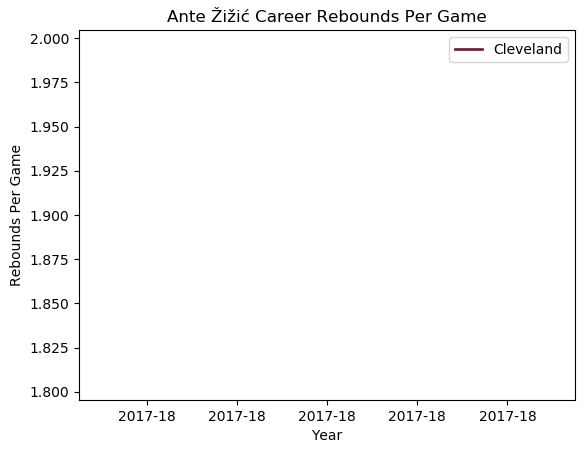 Ante Žižić Career Rebounds Per Game
Cleveland
Rebounds Per Game
2.000
1.975
1.950
1.925
1.900
1.875
1.850
1.825
1.800
2017-18 2017-18 2017-18 2017-18 2017-18
Year